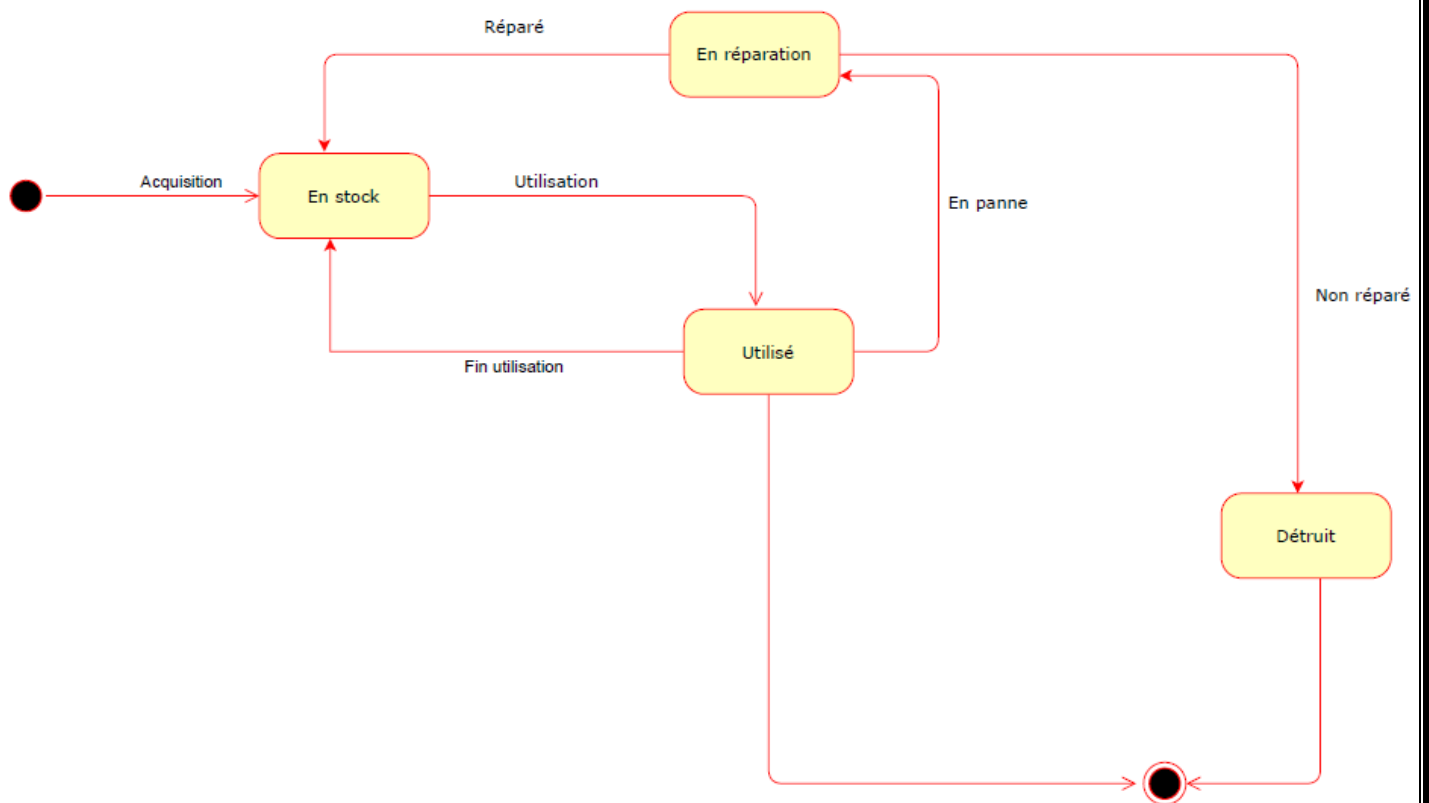 Réparé
En réparation
Acquisition
En stock
Utilisation
En panne
Non réparé
Utilisé
Fin utilisation
Détruit